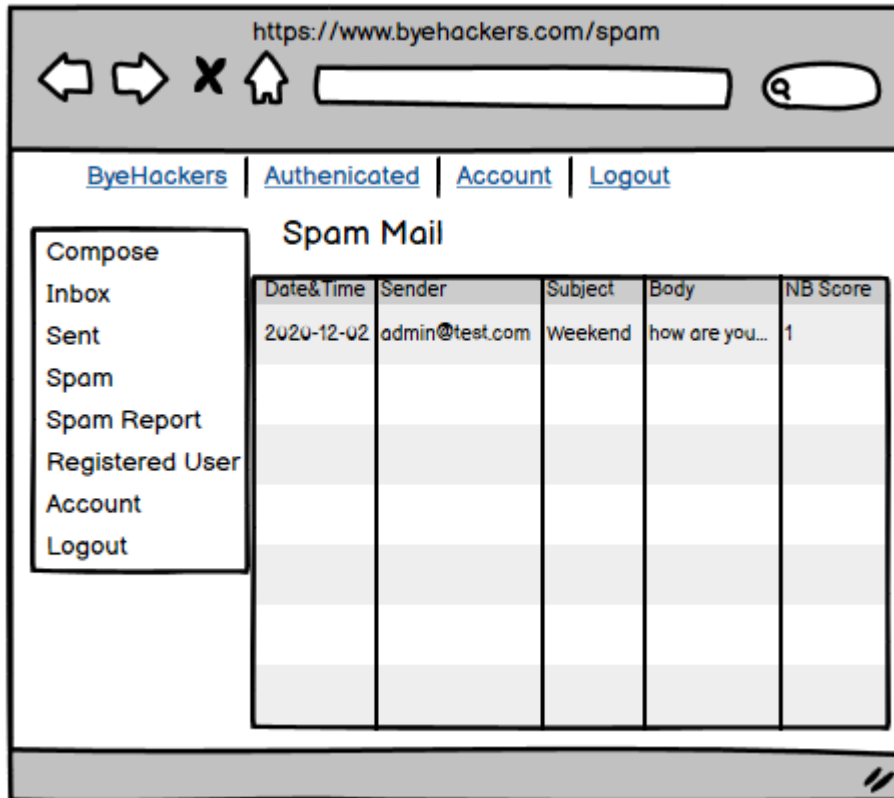 https://www.byehackers.com/spam
ByeHackers Authenicated Account Logout
Spam Mail
Compose
Inbox
Sent
Spam
Spam Report
Registered User
Account
Logout
Date&Time Sender Subject Body NB Score
2020-12-02 admin@test.com Weekend how are you... 1